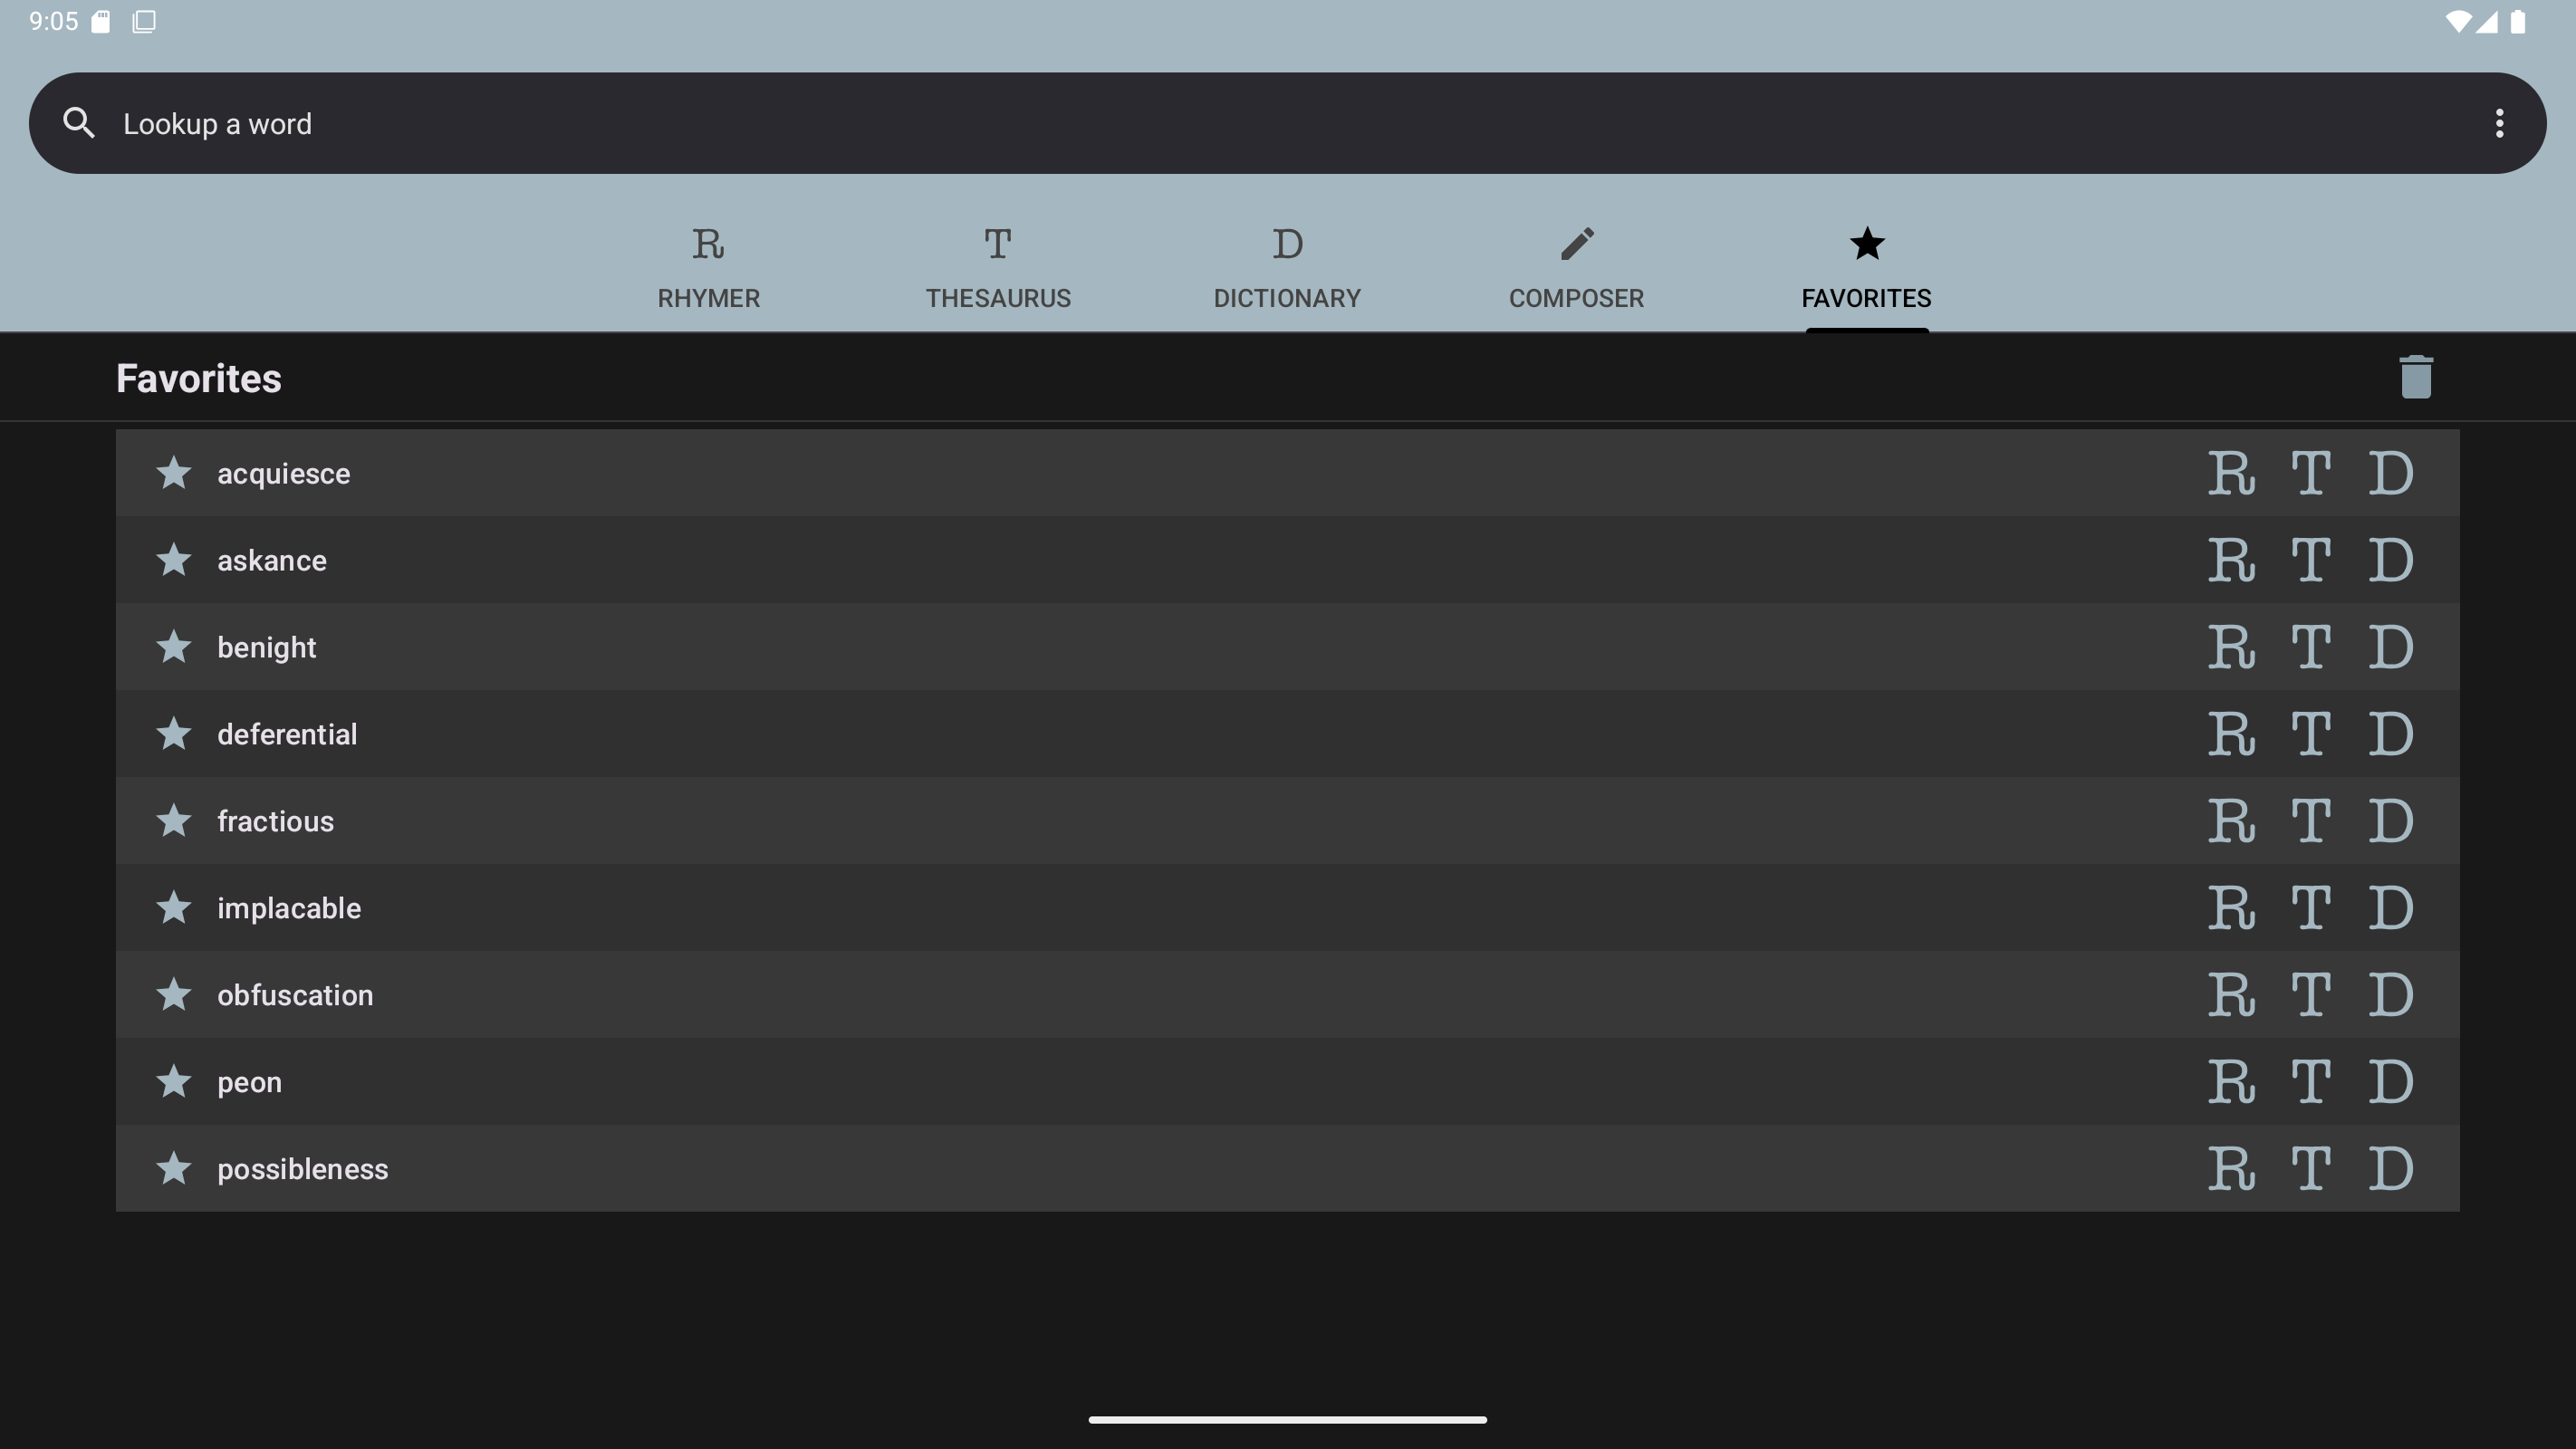 9:05
Lookup a word
R T D
RHYMER THESAURUS DICTIONARY COMPOSER FAVORITES
Favorites
acquiesce R T D
askance R T D
benight R T D
deferential R T D
fractious R T D
implacable R T D
obfuscation R T D
peon R T D
possibleness R T D